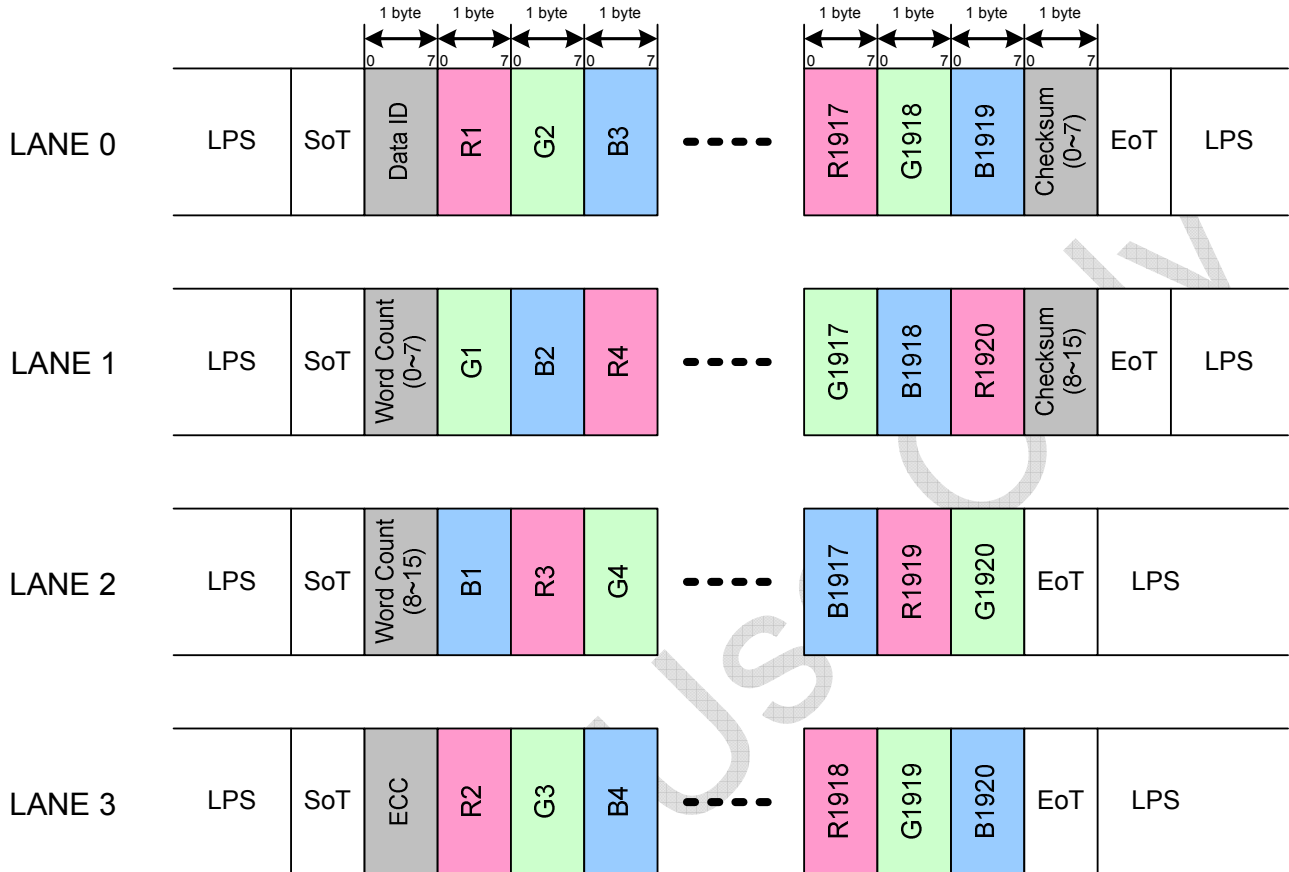 1 byte 1 byte 1 byte 1 byte 1 byte 1 byte 1 byte 1 byte
0 7 0 7 0 7 0 7 0 7 0 7 0 7 0 7
LANE 0 LPS SoT Data ID R1 G2 B3 R1917 G1918 B1919 Checksum (0~7) EoT LPS
LANE 1 LPS SoT Word Count (0~7) G1 B2 R4 G1917 B1918 R1920 Checksum (8~15) EoT LPS
LANE 2 LPS SoT Word Count (8~15) B1 R3 G4 B1917 R1919 G1920 EoT LPS
LANE 3 LPS SoT ECC R2 G3 B4 R1918 G1919 B1920 EoT LPS